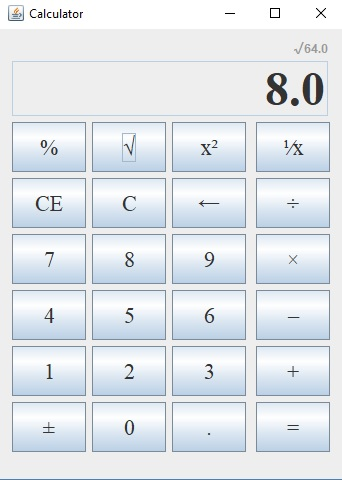 Calculator
√64.0
8.0
% √ x² ⅟x
CE C ← ÷
7 8 9 ×
4 5 6 −
1 2 3 +
± 0 . =